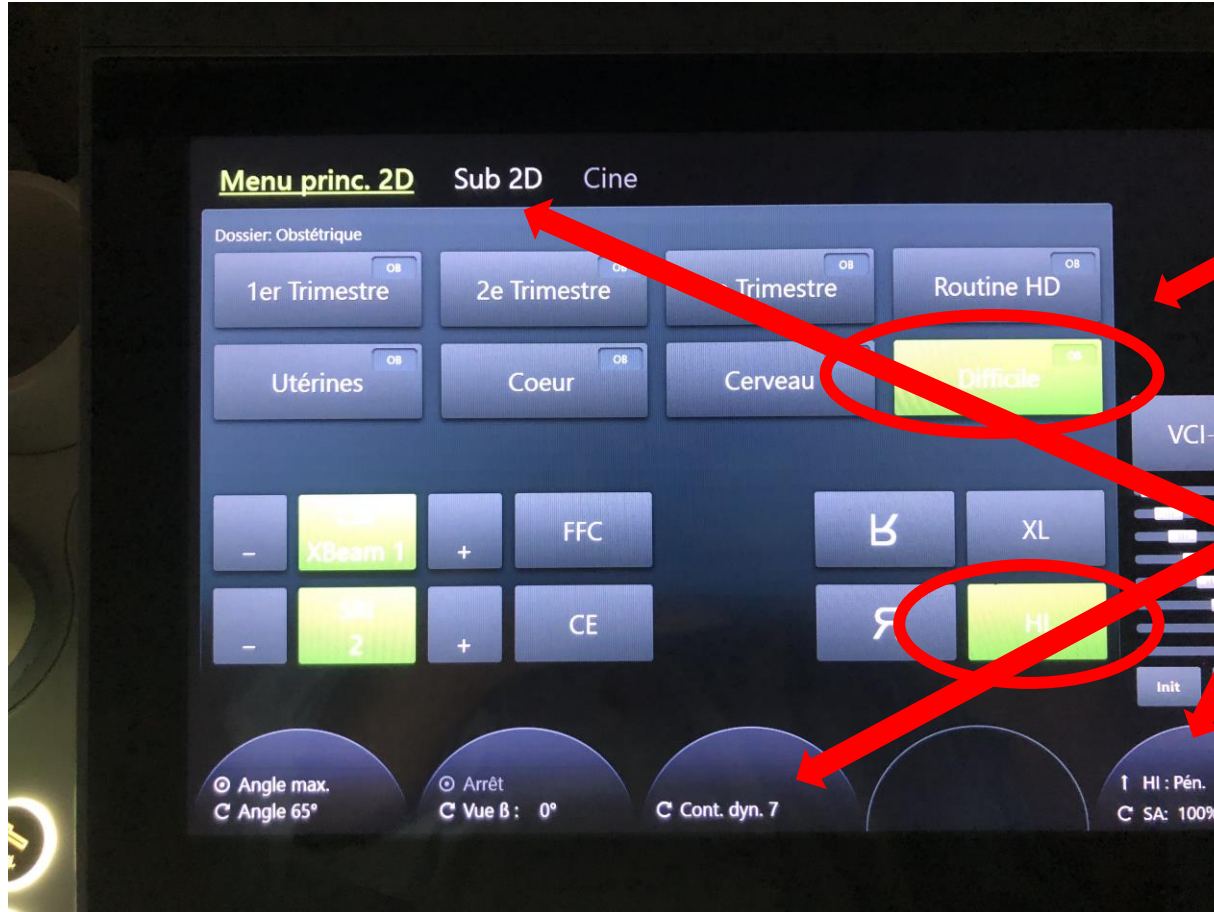 Menu princ. 2D Sub 2D Cine
Dossier: Obstétrique
OB OB OB OB
1er Trimestre 2e Trimestre Trimestre Routine HD
OB OB OB
Utérines Coeur Cerveau Difficile
VCI-
− XBeam 1 + FFC R XL
− SRI 2 + CE R HI
Init
Angle max. Arrêt ↑ HI : Pén.
Angle 65° Vue ß : 0° Cont. dyn. 7 SA: 100%